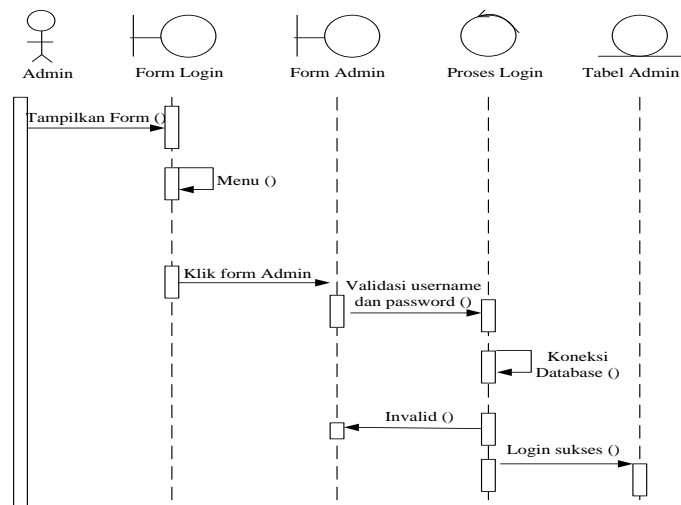 Admin
Form Login
Form Admin
Proses Login
Tabel Admin
Tampilkan Form ()
Menu ()
Klik form Admin
Validasi username
dan password ()
Koneksi
Database ()
Invalid ()
Login sukses ()